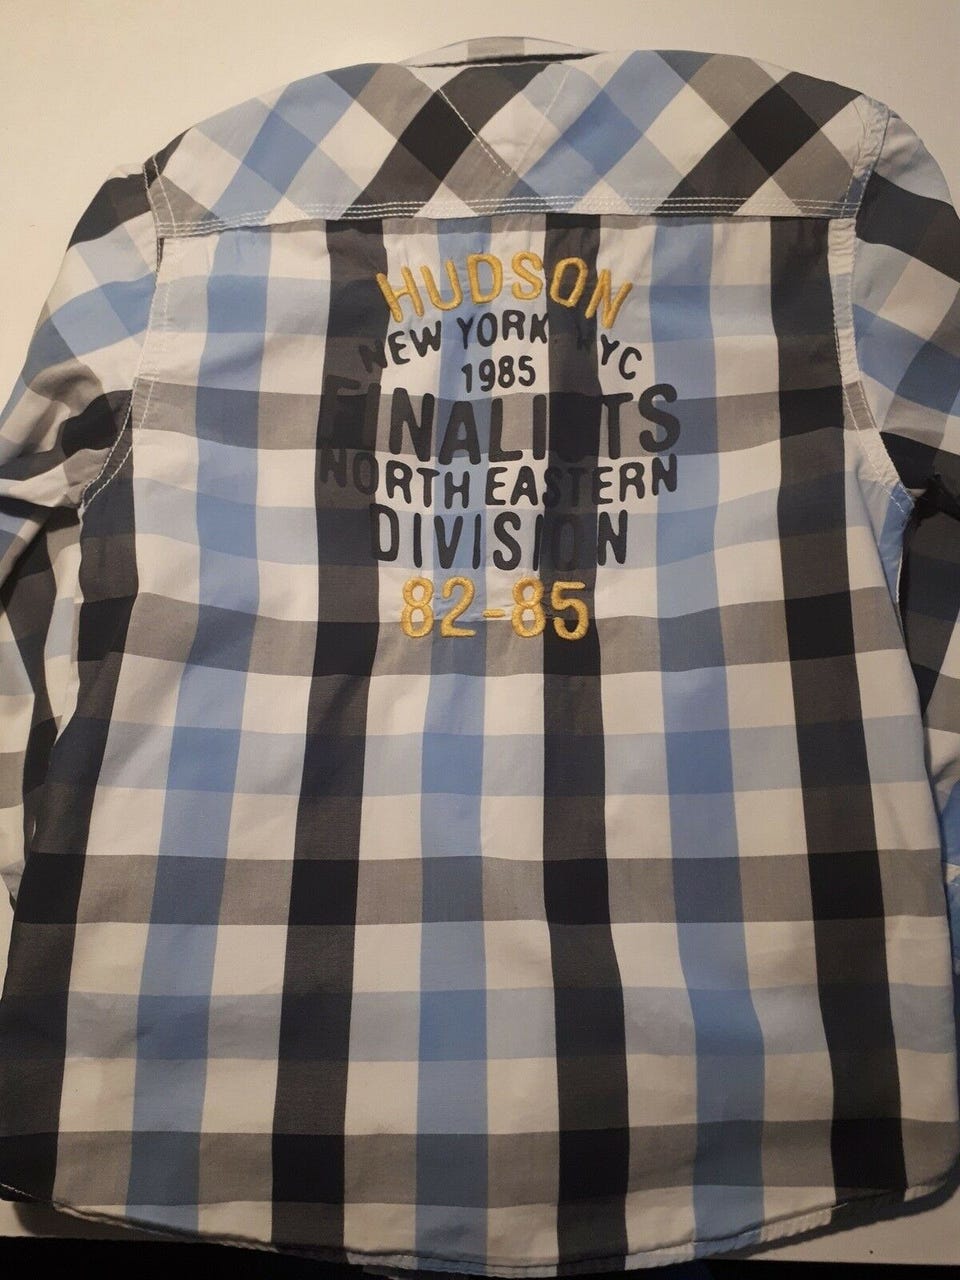 HUDSON
NEW YORK NYC
1985
FINALISTS
NORTH EASTERN
DIVISION
82-85